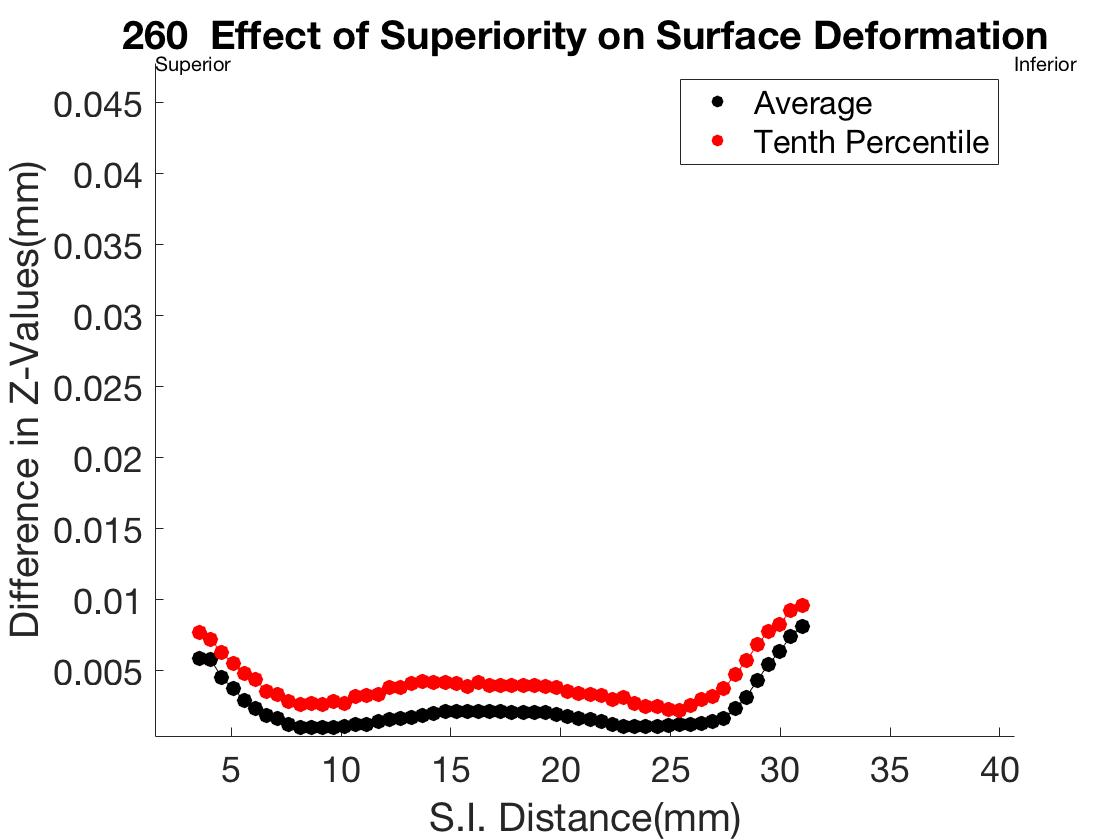 260  Effect of Superiority on Surface Deformation
Superior
Inferior
Average
Tenth Percentile
Difference in Z-Values(mm)
0.045
0.04
0.035
0.03
0.025
0.02
0.015
0.01
0.005
5
10
15
20
25
30
35
40
S.I. Distance(mm)